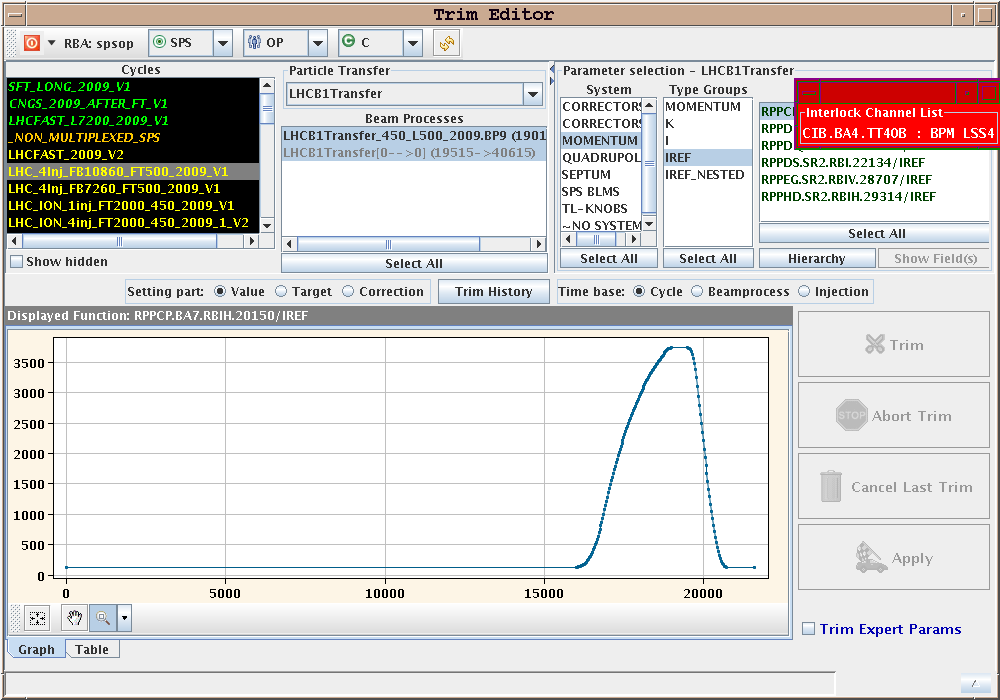 Trim Editor
RBA: spsop
SPS
OP
C
Cycles
SFT_LONG_2009_V1
CNGS_2009_AFTER_FT_V1
LHCFAST_L7200_2009_V1
_NON_MULTIPLEXED_SPS
LHCFAST_2009_V2
LHC_4Inj_FB10860_FT500_2009_V1
LHC_4Inj_FB7260_FT500_2009_V1
LHC_ION_1inj_FT2000_450_2009_V1
LHC_ION_4inj_FT2000_450_2009_1_V2
Show hidden
Particle Transfer
LHCB1Transfer
Beam Processes
LHCB1Transfer_450_L500_2009.BP9 (1901
LHCB1Transfer[0-->0] (19515->40615)
Select All
Parameter selection - LHCB1Transfer
System
CORRECTORS
CORRECTORS
MOMENTUM
QUADRUPOL
SEPTUM
SPS BLMS
TL-KNOBS
~NO SYSTEM
Select All
Type Groups
MOMENTUM
K
I
IREF
IREF_NESTED
Select All
RPPCP
RPPD
RPPD
RPPDS.SR2.RBI.22134/IREF
RPPEG.SR2.RBIV.28707/IREF
RPPHD.SR2.RBIH.29314/IREF
Interlock Channel List
CIB.BA4.TT40B : BPM LSS4
Select All
Hierarchy
Show Field(s)
Setting part:
Value
Target
Correction
Trim History
Time base:
Cycle
Beamprocess
Injection
Displayed Function: RPPCP.BA7.RBIH.20150/IREF
3500
3000
2500
2000
1500
1000
500
0
0
5000
10000
15000
20000
Trim
STOP
Abort Trim
Cancel Last Trim
Apply
Trim Expert Params
Graph
Table